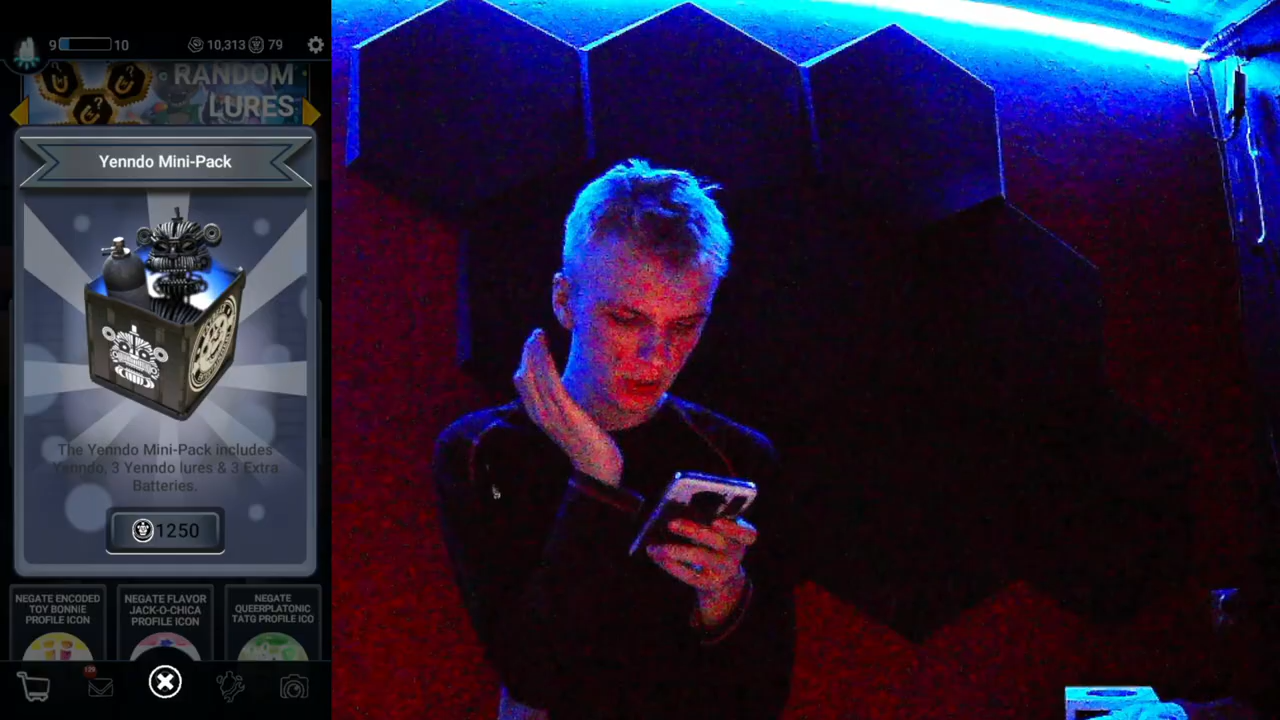 9 10 10,313 79
RANDOM
LURES
Yenndo Mini-Pack
The Yenndo Mini-Pack includes
Yenndo, 3 Yenndo lures & 3 Extra
Batteries.
1250
NEGATE ENCODED
TOY BONNIE
PROFILE ICON
NEGATE FLAVOR
JACK-O-CHICA
PROFILE ICON
NEGATE
QUEERPLATONIC
TATG PROFILE ICO